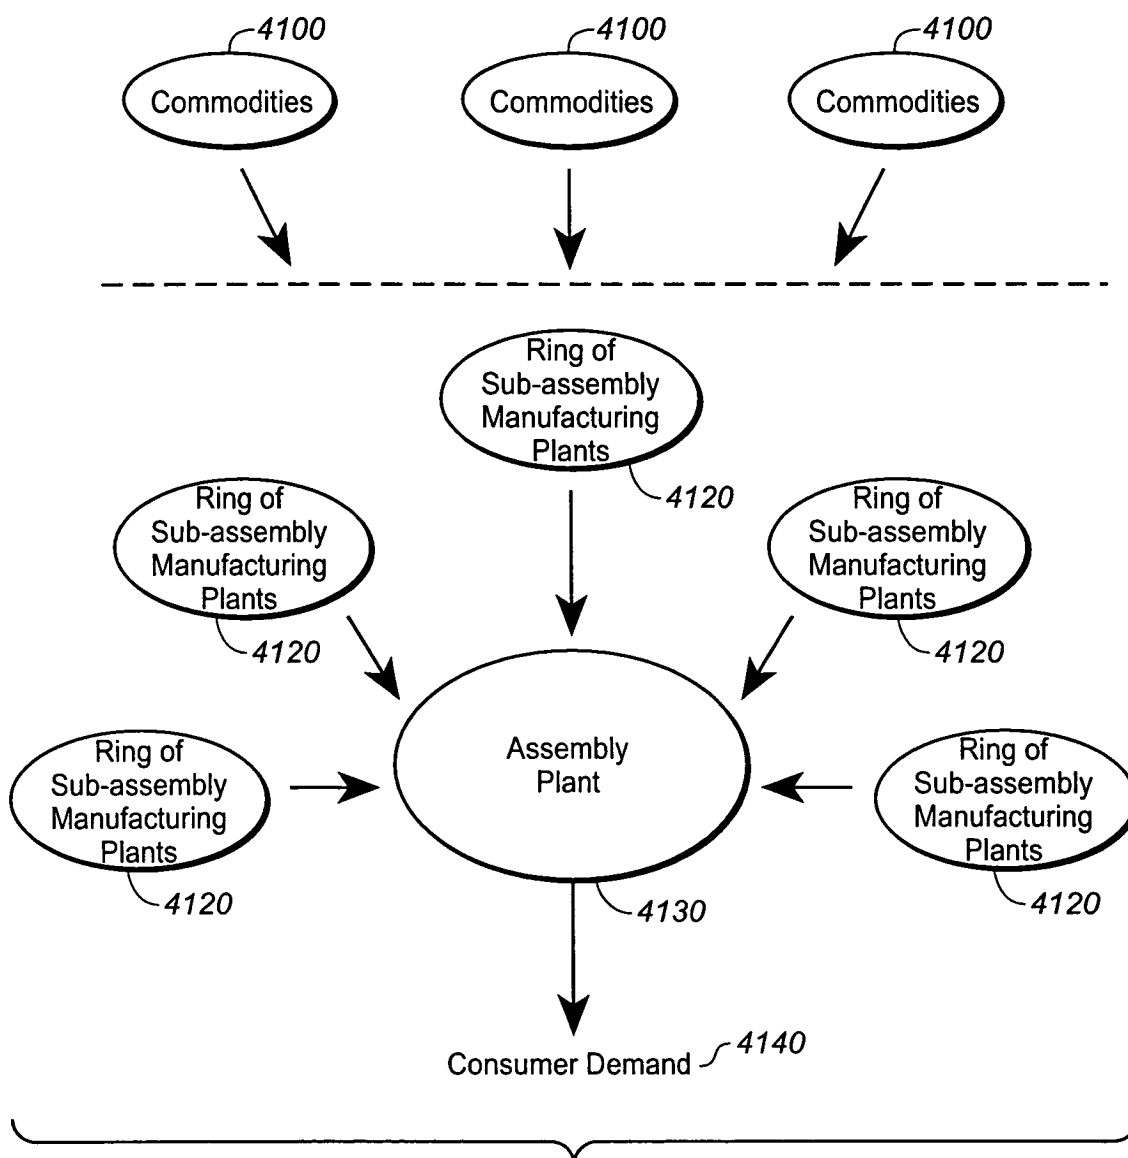 4100
4100
4100
Commodities
Commodities
Commodities
Ring of
Sub-assembly
Manufacturing
Plants
4120
Ring of
Sub-assembly
Manufacturing
Plants
4120
Ring of
Sub-assembly
Manufacturing
Plants
4120
Ring of
Sub-assembly
Manufacturing
Plants
4120
Assembly
Plant
4130
Ring of
Sub-assembly
Manufacturing
Plants
4120
Consumer Demand
4140